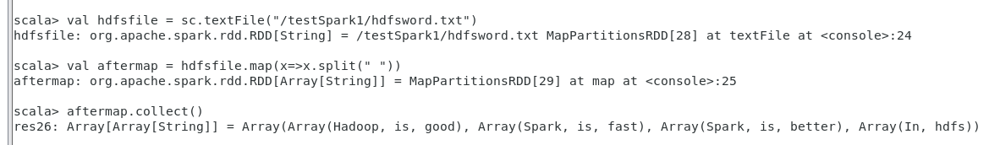 scala> val hdfsfile = sc.textFile("/testSpark1/hdfsword.txt")
hdfsfile: org.apache.spark.rdd.RDD[String] = /testSpark1/hdfsword.txt MapPartitionsRDD[28] at textFile at <console>:24
scala> val aftermap = hdfsfile.map(x=>x.split(" "))
aftermap: org.apache.spark.rdd.RDD[Array[String]] = MapPartitionsRDD[29] at map at <console>:25
scala> aftermap.collect()
res26: Array[Array[String]] = Array(Array(Hadoop, is, good), Array(Spark, is, fast), Array(Spark, is, better), Array(In, hdfs))